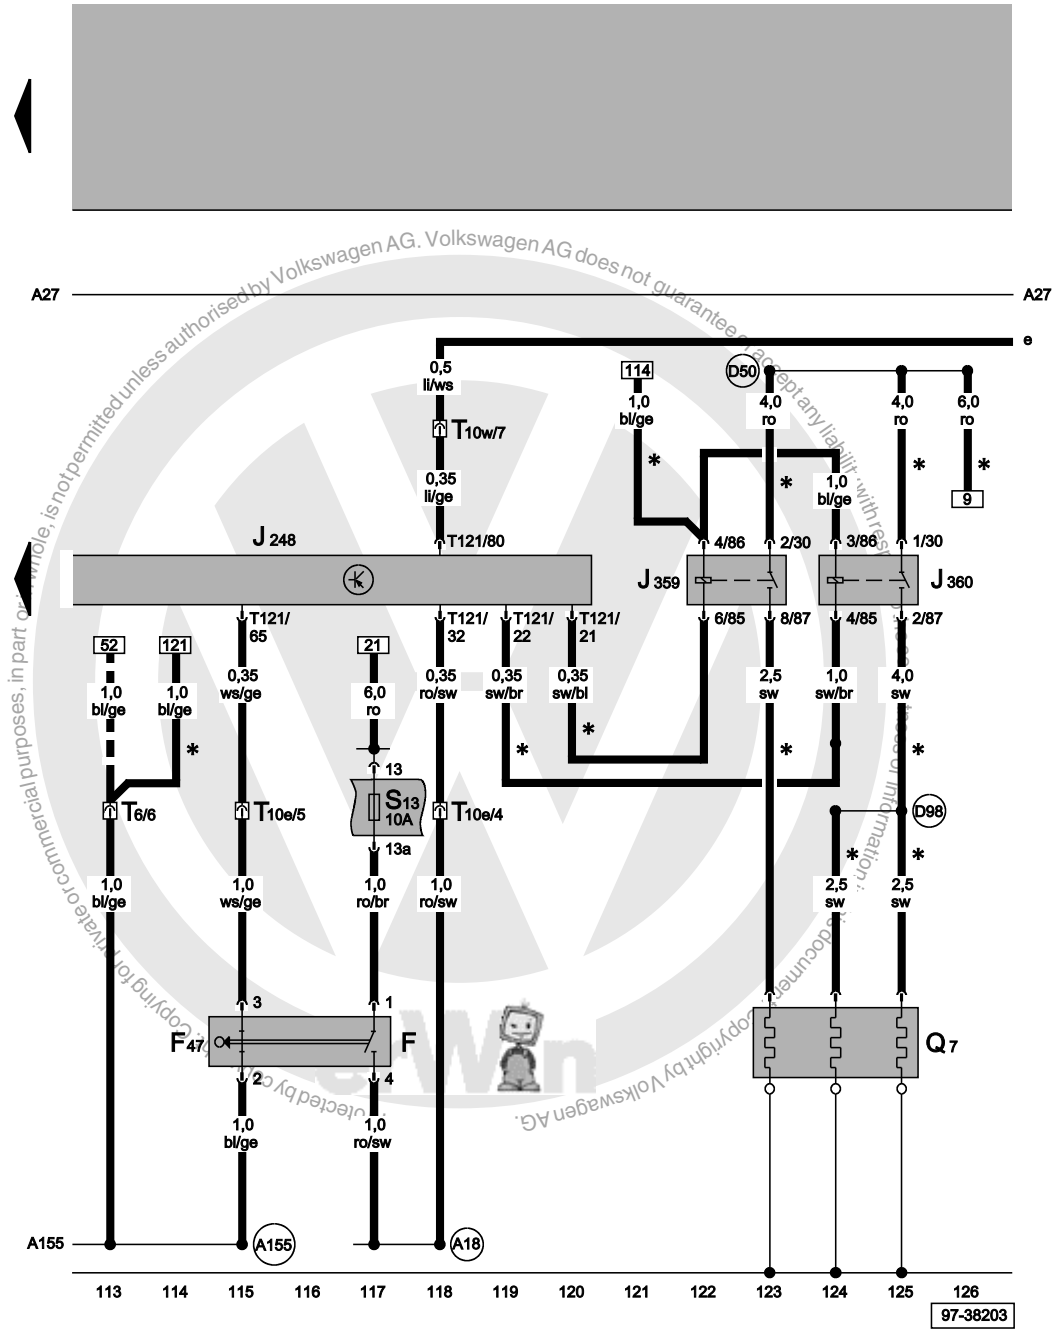 A27
A27
e
114
D50
0,5
li/ws
1,0
bl/ge
4,0
ro
4,0
ro
6,0
ro
T10w/7
*
*
*
*
0,35
li/ge
1,0
bl/ge
9
J 248
T121/80
4/86
2/30
3/86
1/30
J 359
J 360
T121/
65
T121/
32
T121/
22
T121/
21
6/85
8/87
4/85
2/87
52
121
21
1,0
bl/ge
1,0
bl/ge
0,35
ws/ge
6,0
ro
0,35
ro/sw
0,35
sw/br
0,35
sw/bl
2,5
sw
1,0
sw/br
4,0
sw
*
*
*
*
*
13
T6/6
T10e/5
S13
10A
T10e/4
D98
13a
*
*
1,0
bl/ge
1,0
ws/ge
1,0
ro/br
1,0
ro/sw
2,5
sw
2,5
sw
3
1
F47
F
Q7
2
4
1,0
bl/ge
1,0
ro/sw
A155
A155
A18
113 114 115 116 117 118 119 120 121 122 123 124 125 126
97-38203
erWin